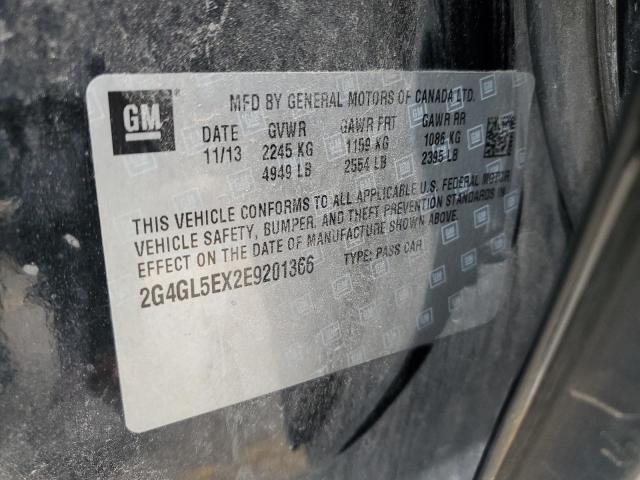 GM
MFD BY GENERAL MOTORS OF CANADA LTD.
DATE GVWR GAWR FRT GAWR RR
11/13 2245 KG 1159 KG 1086 KG
4949 LB 2554 LB 2395 LB
THIS VEHICLE CONFORMS TO ALL APPLICABLE U.S. FEDERAL MOTOR
VEHICLE SAFETY, BUMPER, AND THEFT PREVENTION STANDARDS IN
EFFECT ON THE DATE OF MANUFACTURE SHOWN ABOVE.
2G4GL5EX2E9201366 TYPE: PASS CAR